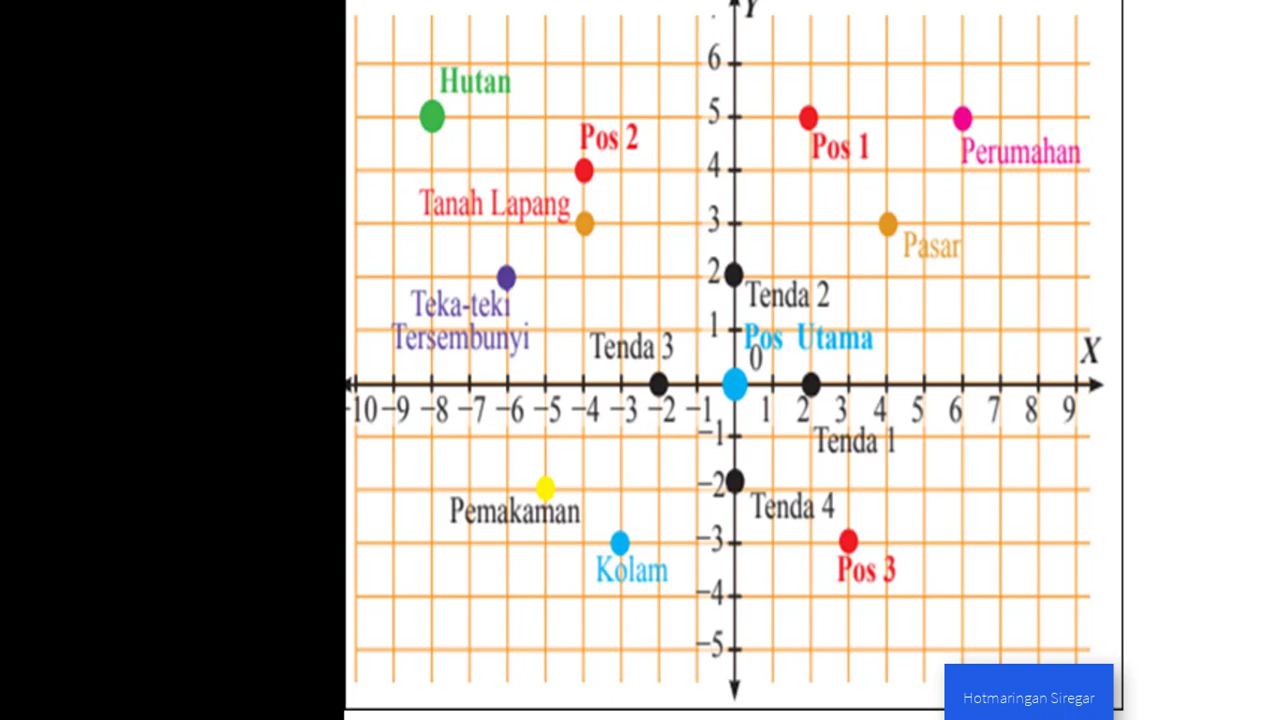 Y
6
Hutan
5
Pos 2
Pos 1
Perumahan
4
Tanah Lapang
3
Pasar
2
Tenda 2
Teka-teki
Tersembunyi
1
Pos Utama
Tenda 3
0
X
-10 -9 -8 -7 -6 -5 -4 -3 -2 -1 1 2 3 4 5 6 7 8 9
-1
Tenda 1
-2
Pemakaman
Tenda 4
-3
Kolam
Pos 3
-4
-5
Hotmaringan Siregar